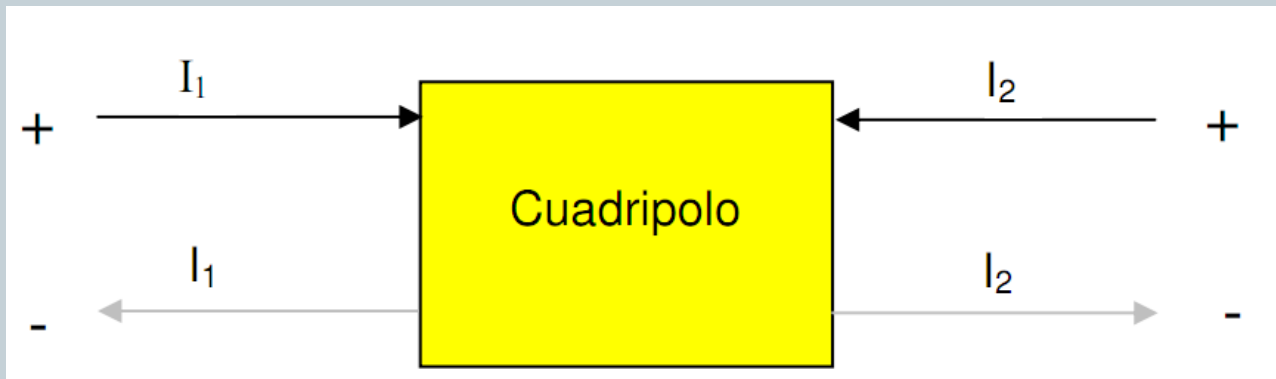 I₁ I₂
+ +
Cuadripolo
I₁ I₂
- -